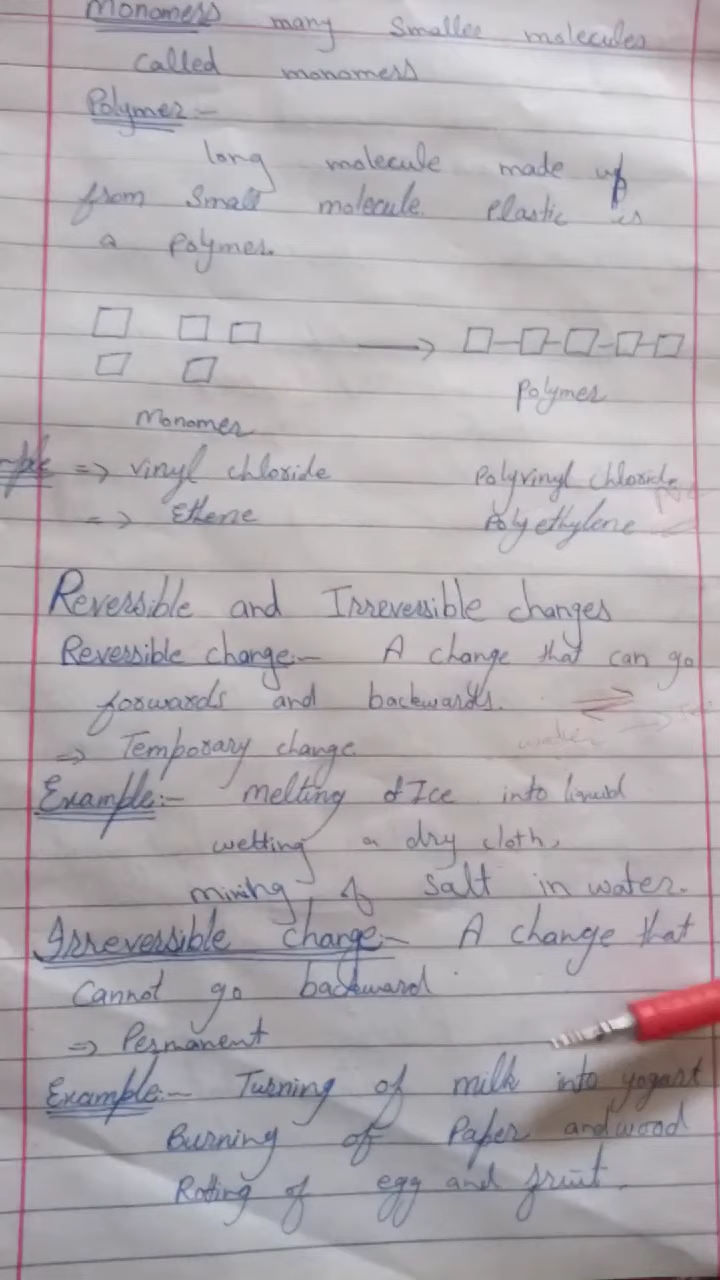 Monomers many Smaller molecules
called monomers
Polymer:-
long molecule made up
from small molecule. Plastic is
a Polymer.
Polymer
Monomer
=> Vinyl chloride Polyvinyl chloride
=> Ethene Polyethylene
Reversible and Irreversible changes
Reversible change:- A change that can go
forwards and backwards.
=> Temporary change
Example:- melting of Ice into liquid
wetting a dry cloth,
mixing of salt in water.
Irreversible change:- A change that
Cannot go backward.
=> Permanent
Example:- Turning of milk into yogart
Burning of Paper and wood
Rotting of egg and fruit.